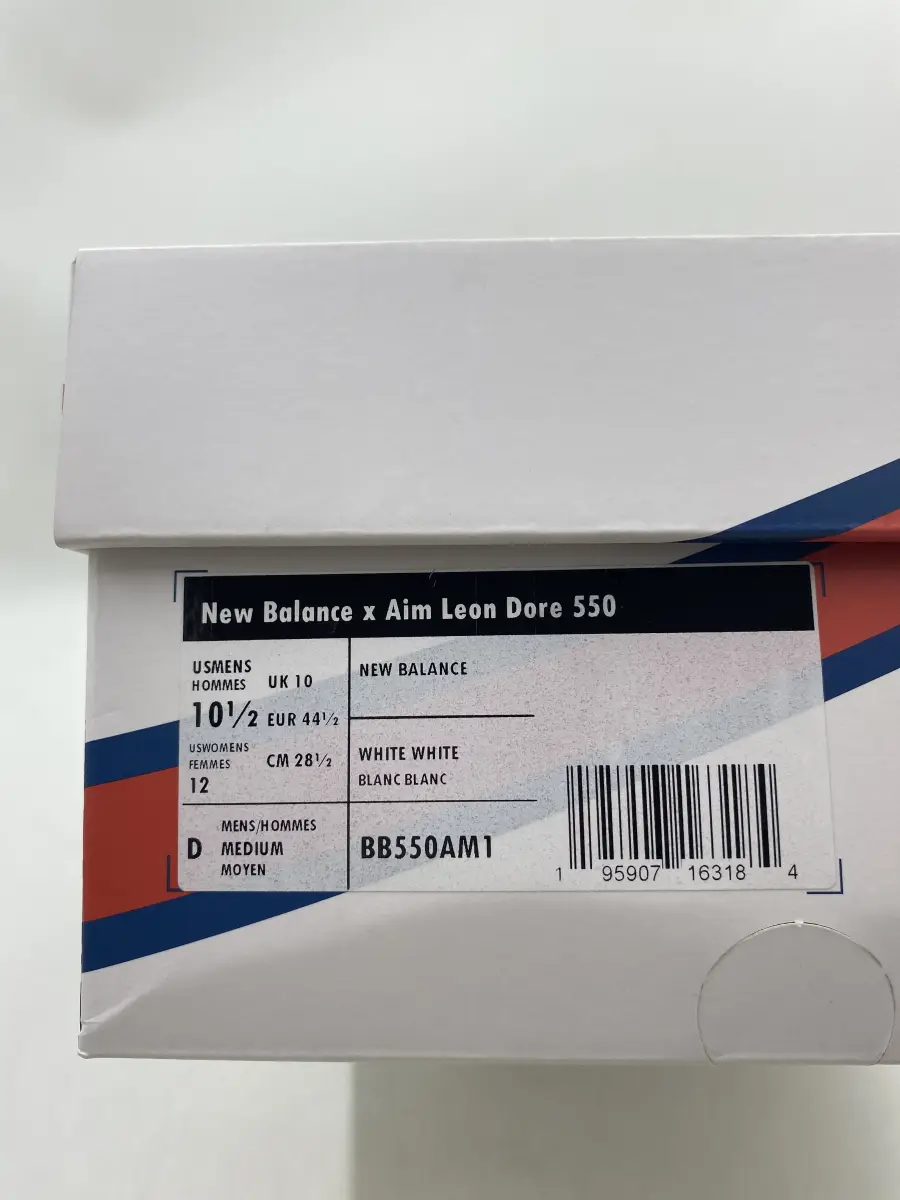 New Balance x Aim Leon Dore 550
USMENS
HOMMES UK 10
10½ EUR 44½
USWOMENS
FEMMES CM 28½
12
D MENS/HOMMES
MEDIUM
MOYEN
NEW BALANCE
WHITE WHITE
BLANC BLANC
BB550AM1
1 95907 16318 4